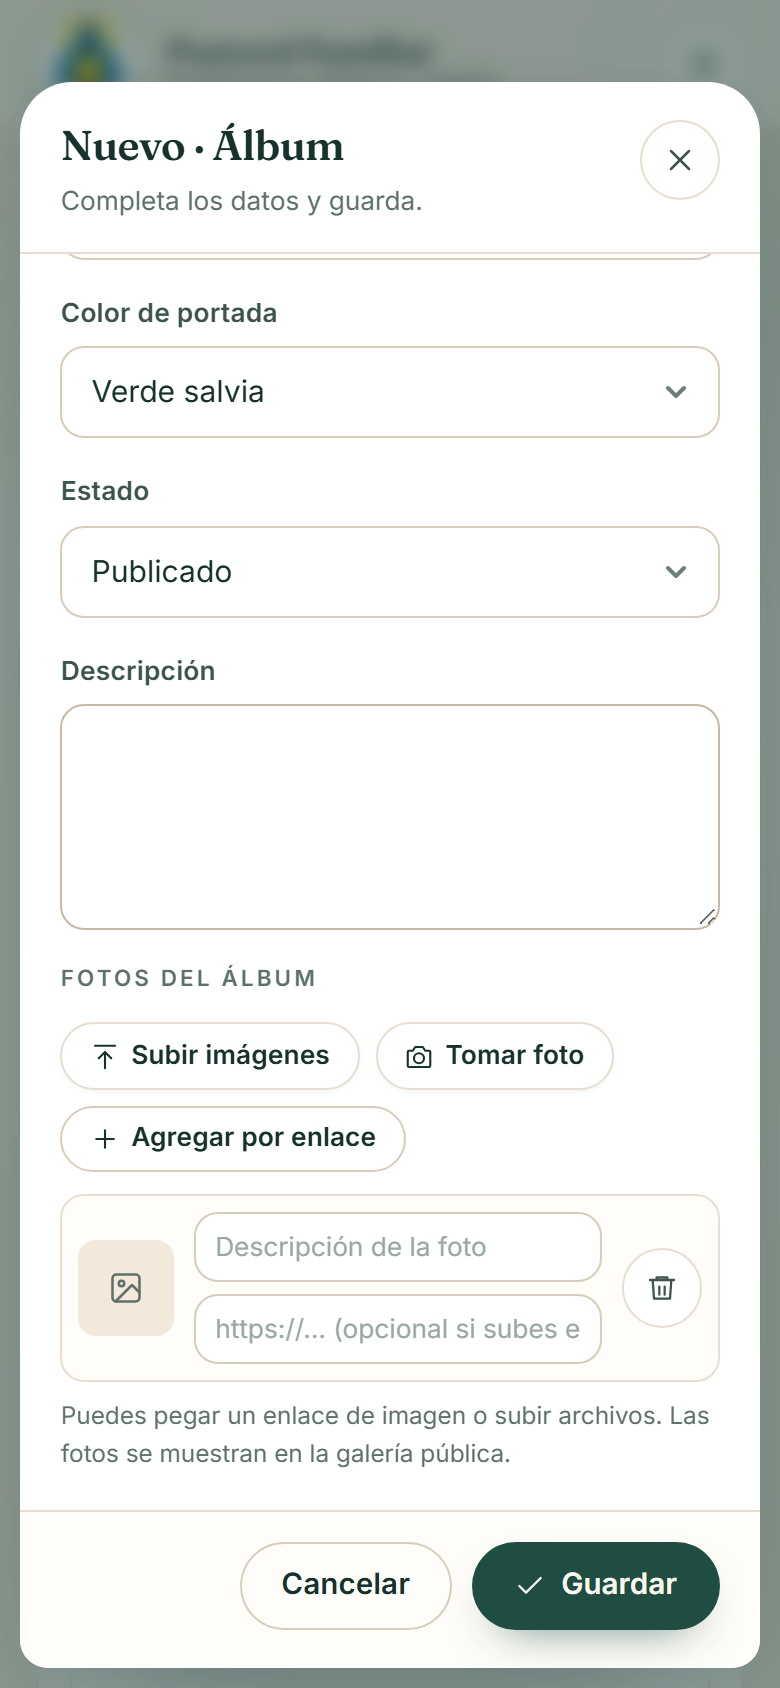 Nuevo · Álbum
Completa los datos y guarda.
Color de portada
Verde salvia
Estado
Publicado
Descripción
FOTOS DEL ÁLBUM
Subir imágenes
Tomar foto
Agregar por enlace
Descripción de la foto
https://... (opcional si subes e
Puedes pegar un enlace de imagen o subir archivos. Las
fotos se muestran en la galería pública.
Cancelar
Guardar